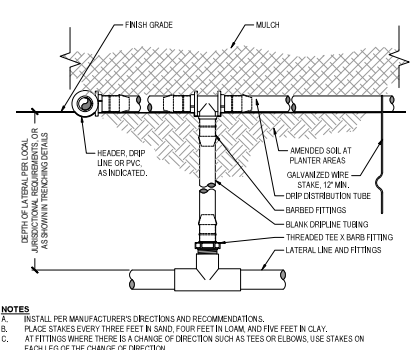 FINISH GRADE
MULCH
DEPTH OF LATERAL PER LOCAL
JURISDICTIONAL REQUIREMENTS, OR
AS SHOWN IN TRENCHING DETAILS
HEADER, DRIP
LINE OR PVC,
AS INDICATED.
AMENDED SOIL AT
PLANTER AREAS
GALVANIZED WIRE
STAKE, 12" MIN.
DRIP DISTRIBUTION TUBE
BARBED FITTINGS
BLANK DRIPLINE TUBING
THREADED TEE X BARB FITTING
LATERAL LINE AND FITTINGS
NOTES
A. INSTALL PER MANUFACTURER'S DIRECTIONS AND RECOMMENDATIONS.
B. PLACE STAKES EVERY THREE FEET IN SAND, FOUR FEET IN LOAM, AND FIVE FEET IN CLAY.
C. AT FITTINGS WHERE THERE IS A CHANGE OF DIRECTION SUCH AS TEES OR ELBOWS, USE STAKES ON
EACH LEG OF THE CHANGE OF DIRECTION.